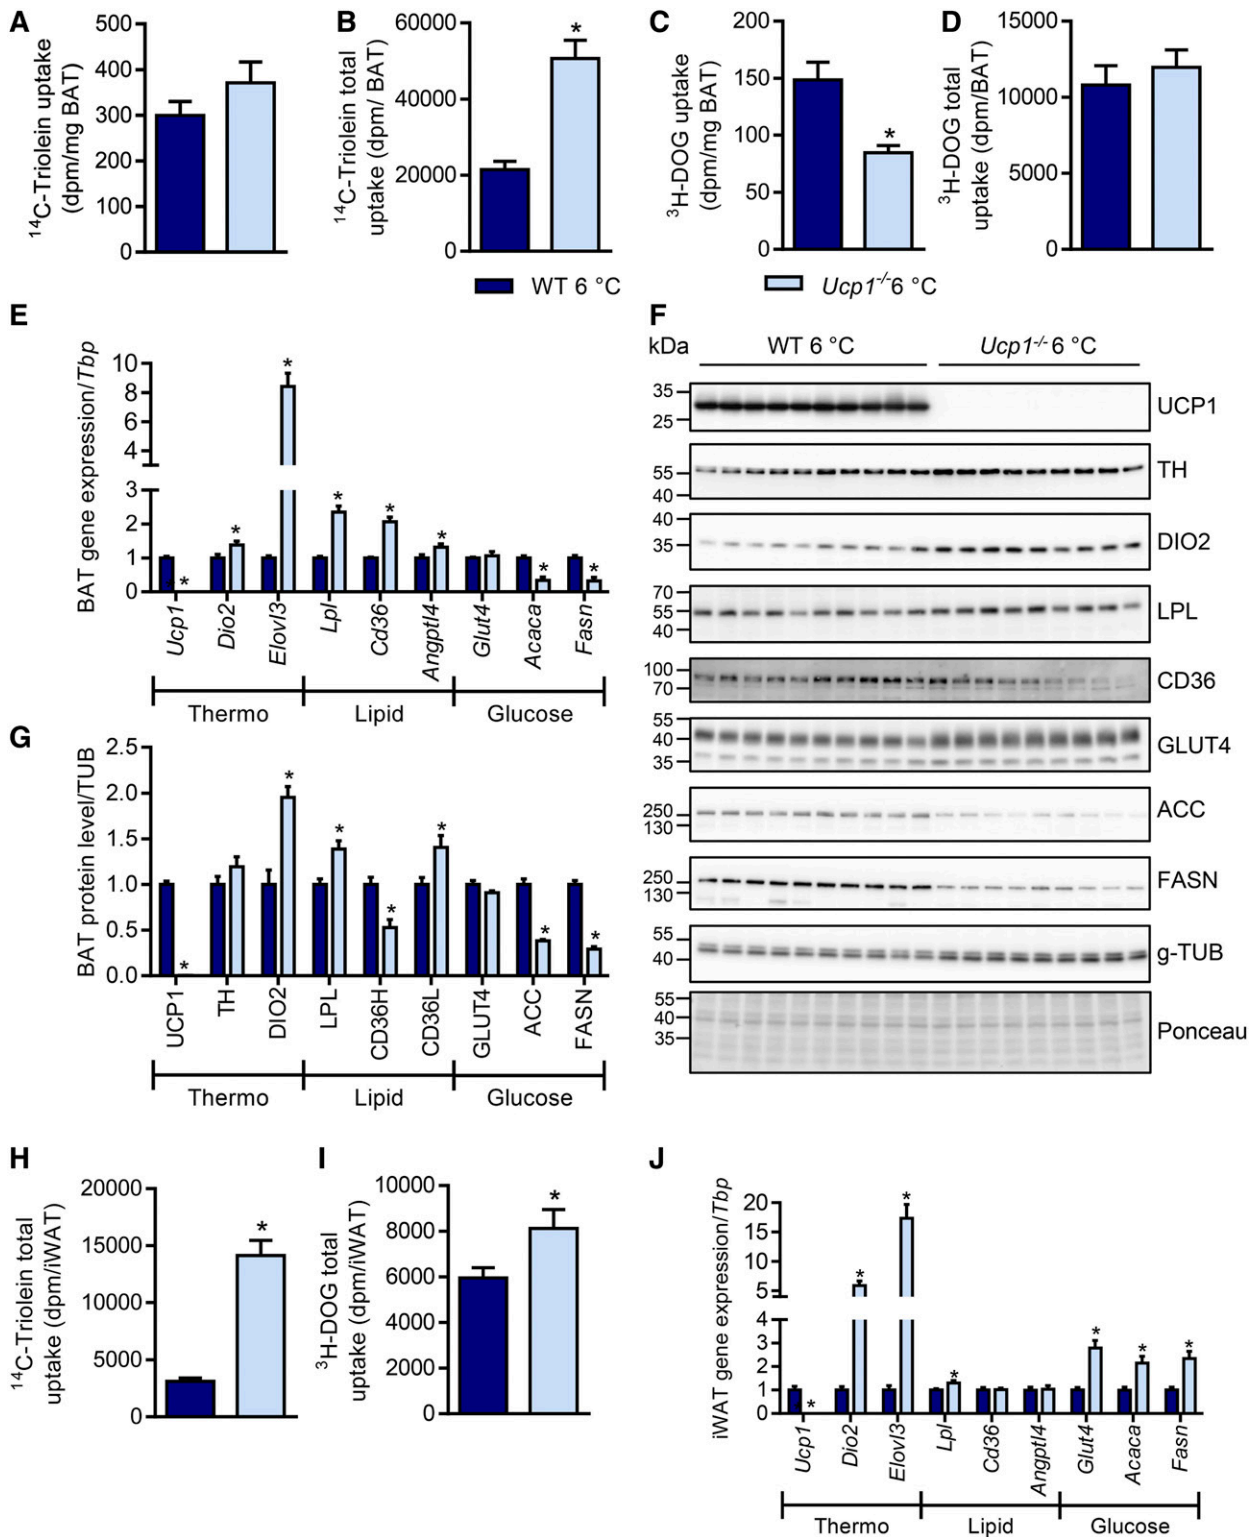 A
500
400
300
200
100
0
¹⁴C-Triolein uptake
(dpm/mg BAT)
B
60000
40000
20000
0
¹⁴C-Triolein total
uptake (dpm/ BAT)
*
C
200
150
100
50
0
³H-DOG uptake
(dpm/mg BAT)
*
D
15000
10000
5000
0
³H-DOG total
uptake (dpm/BAT)
WT 6 °C
Ucp1-/-6 °C
E
BAT gene expression/Tbp
10
8
6
4
3
2
1
0
* * * * * * * *
Ucp1 Dio2 Elovl3 Lpl Cd36 Angptl4 Glut4 Acaca Fasn
Thermo Lipid Glucose
F
kDa WT 6 °C Ucp1-/- 6 °C
35
25
UCP1
55
40
TH
40
35
DIO2
70
55
40
LPL
100
70
CD36
55
40
35
GLUT4
250
130
ACC
250
130
FASN
55
40
g-TUB
55
40
35
Ponceau
G
BAT protein level/TUB
2.5
2.0
1.5
1.0
0.5
0.0
* * * * * * *
UCP1 TH DIO2 LPL CD36H CD36L GLUT4 ACC FASN
Thermo Lipid Glucose
H
20000
15000
10000
5000
0
¹⁴C-Triolein total
uptake (dpm/iWAT)
*
I
10000
8000
6000
4000
2000
0
³H-DOG total
uptake (dpm/iWAT)
*
J
iWAT gene expression/Tbp
20
15
10
5
4
3
2
1
0
* * * * * * *
Ucp1 Dio2 Elovl3 Lpl Cd36 Angptl4 Glut4 Acaca Fasn
Thermo Lipid Glucose